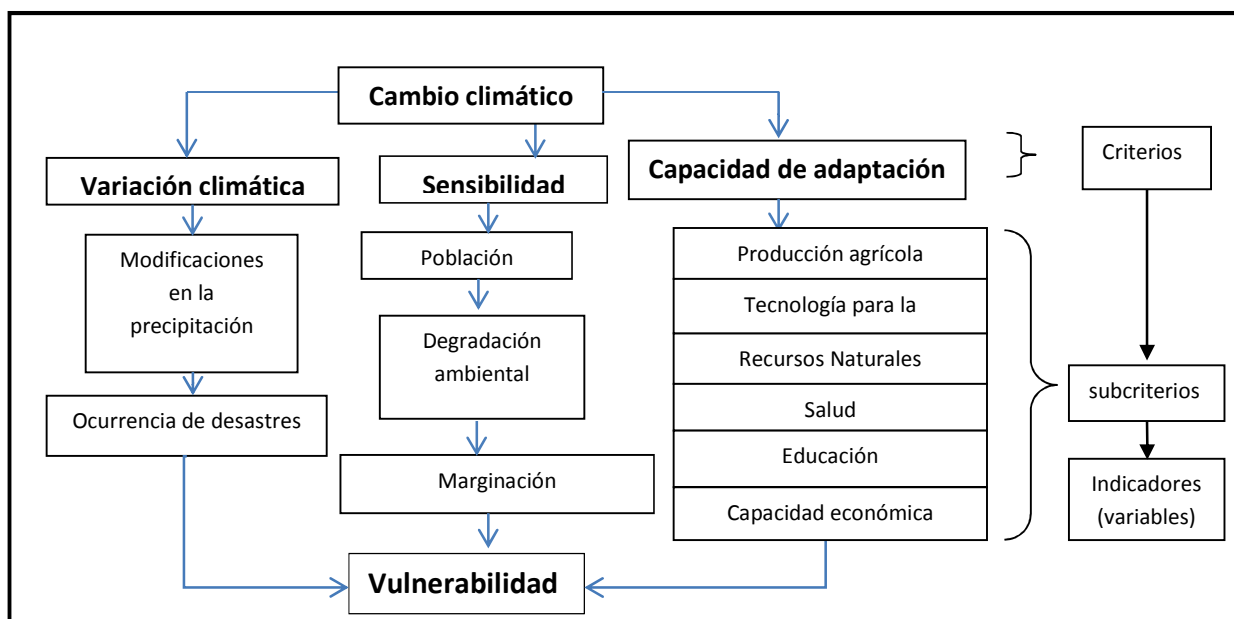 Cambio climático
Variación climática
Sensibilidad
Capacidad de adaptación
Criterios
Modificaciones
en la
precipitación
Ocurrencia de desastres
Población
Degradación
ambiental
Marginación
Producción agrícola
Tecnología para la
Recursos Naturales
Salud
Educación
Capacidad económica
subcriterios
Indicadores
(variables)
Vulnerabilidad